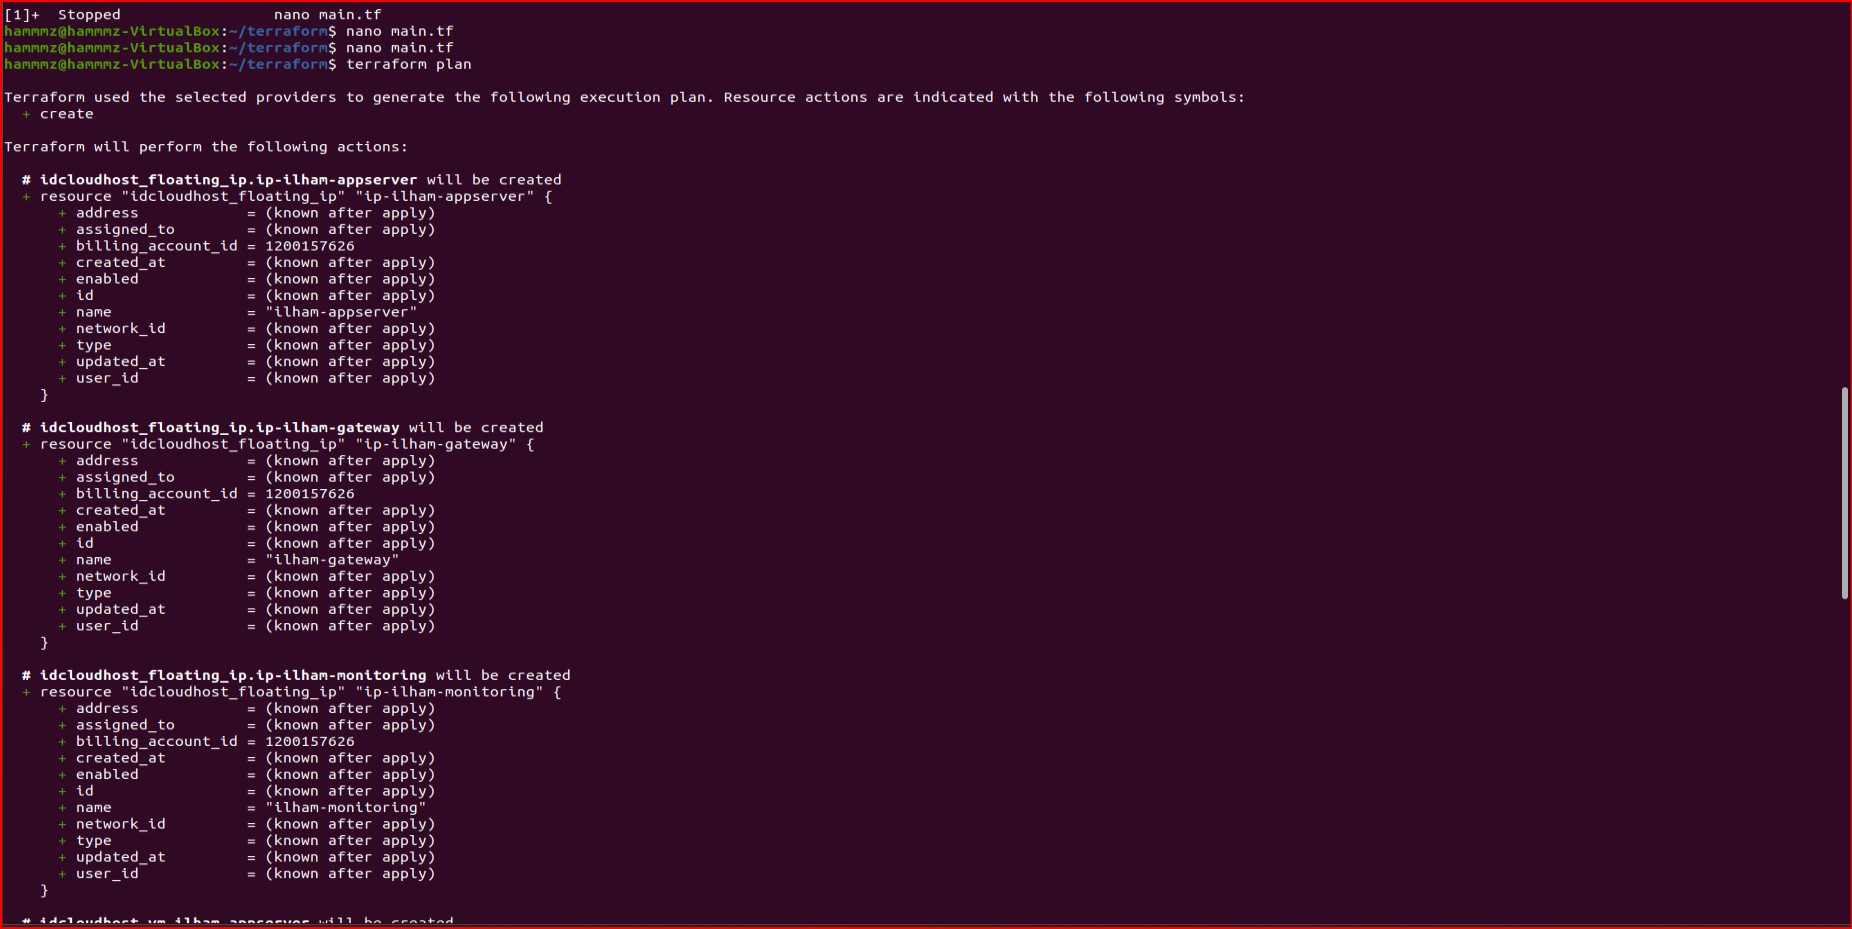 [1]+  Stopped                 nano main.tf
hammmz@hammmz-VirtualBox:~/terraform$ nano main.tf
hammmz@hammmz-VirtualBox:~/terraform$ nano main.tf
hammmz@hammmz-VirtualBox:~/terraform$ terraform plan

Terraform used the selected providers to generate the following execution plan. Resource actions are indicated with the following symbols:
  + create

Terraform will perform the following actions:

  # idcloudhost_floating_ip.ip-ilham-appserver will be created
  + resource "idcloudhost_floating_ip" "ip-ilham-appserver" {
      + address            = (known after apply)
      + assigned_to        = (known after apply)
      + billing_account_id = 1200157626
      + created_at         = (known after apply)
      + enabled            = (known after apply)
      + id                 = (known after apply)
      + name               = "ilham-appserver"
      + network_id         = (known after apply)
      + type               = (known after apply)
      + updated_at         = (known after apply)
      + user_id            = (known after apply)
    }

  # idcloudhost_floating_ip.ip-ilham-gateway will be created
  + resource "idcloudhost_floating_ip" "ip-ilham-gateway" {
      + address            = (known after apply)
      + assigned_to        = (known after apply)
      + billing_account_id = 1200157626
      + created_at         = (known after apply)
      + enabled            = (known after apply)
      + id                 = (known after apply)
      + name               = "ilham-gateway"
      + network_id         = (known after apply)
      + type               = (known after apply)
      + updated_at         = (known after apply)
      + user_id            = (known after apply)
    }

  # idcloudhost_floating_ip.ip-ilham-monitoring will be created
  + resource "idcloudhost_floating_ip" "ip-ilham-monitoring" {
      + address            = (known after apply)
      + assigned_to        = (known after apply)
      + billing_account_id = 1200157626
      + created_at         = (known after apply)
      + enabled            = (known after apply)
      + id                 = (known after apply)
      + name               = "ilham-monitoring"
      + network_id         = (known after apply)
      + type               = (known after apply)
      + updated_at         = (known after apply)
      + user_id            = (known after apply)
    }

  # idcloudhost_vm.ilham-appserver will be created